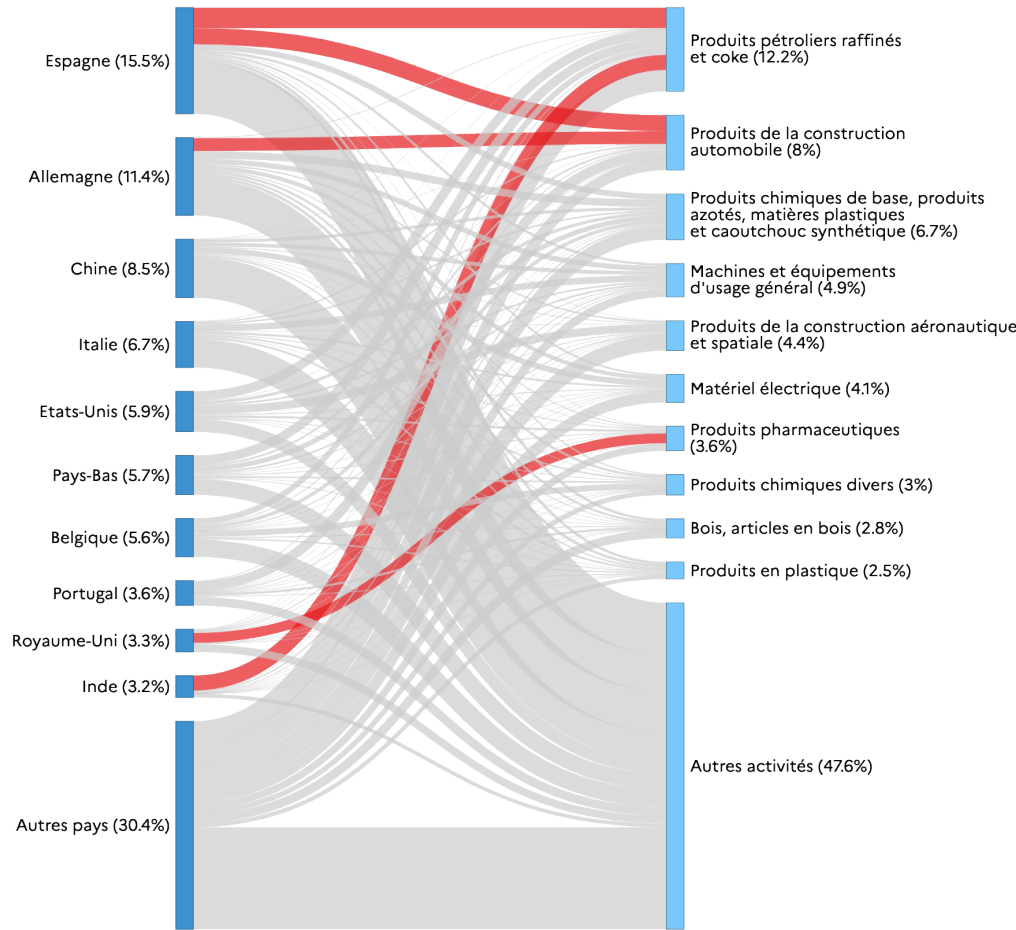 Espagne (15.5%)
Allemagne (11.4%)
Chine (8.5%)
Italie (6.7%)
Etats-Unis (5.9%)
Pays-Bas (5.7%)
Belgique (5.6%)
Portugal (3.6%)
Royaume-Uni (3.3%)
Inde (3.2%)
Autres pays (30.4%)
Produits pétroliers raffinés
et coke (12.2%)
Produits de la construction
automobile (8%)
Produits chimiques de base, produits
azotés, matières plastiques
et caoutchouc synthétique (6.7%)
Machines et équipements
d'usage général (4.9%)
Produits de la construction aéronautique
et spatiale (4.4%)
Matériel électrique (4.1%)
Produits pharmaceutiques
(3.6%)
Produits chimiques divers (3%)
Bois, articles en bois (2.8%)
Produits en plastique (2.5%)
Autres activités (47.6%)